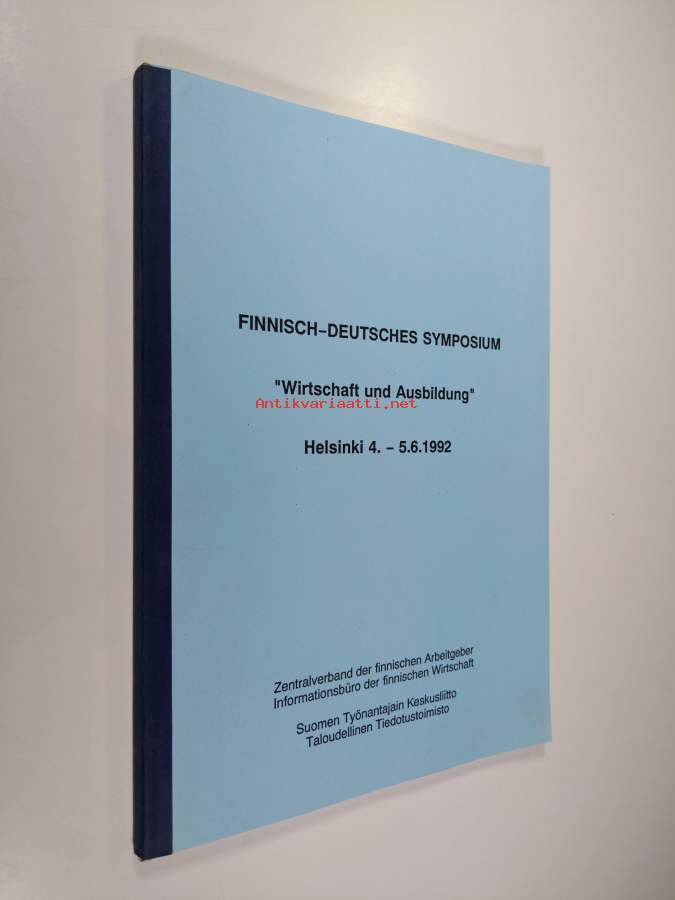 FINNISCH-DEUTSCHES SYMPOSIUM
"Wirtschaft und Ausbildung"
Antikvariaatti.net
Helsinki 4. - 5.6.1992
Zentralverband der finnischen Arbeitgeber
Informationsbüro der finnischen Wirtschaft
Suomen Työnantajain Keskusliitto
Taloudellinen Tiedotustoimisto